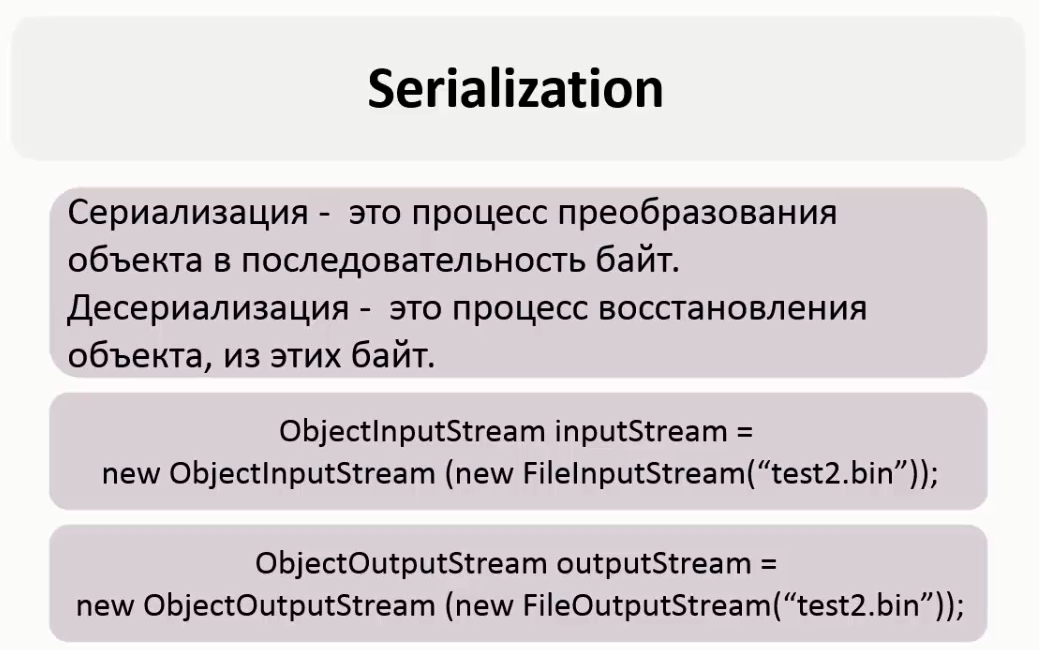 Serialization
Сериализация -  это процесс преобразования
объекта в последовательность байт.
Десериализация -  это процесс восстановления
объекта, из этих байт.
ObjectInputStream inputStream =
new ObjectInputStream (new FileInputStream(“test2.bin”));
ObjectOutputStream outputStream =
new ObjectOutputStream (new FileOutputStream(“test2.bin”));